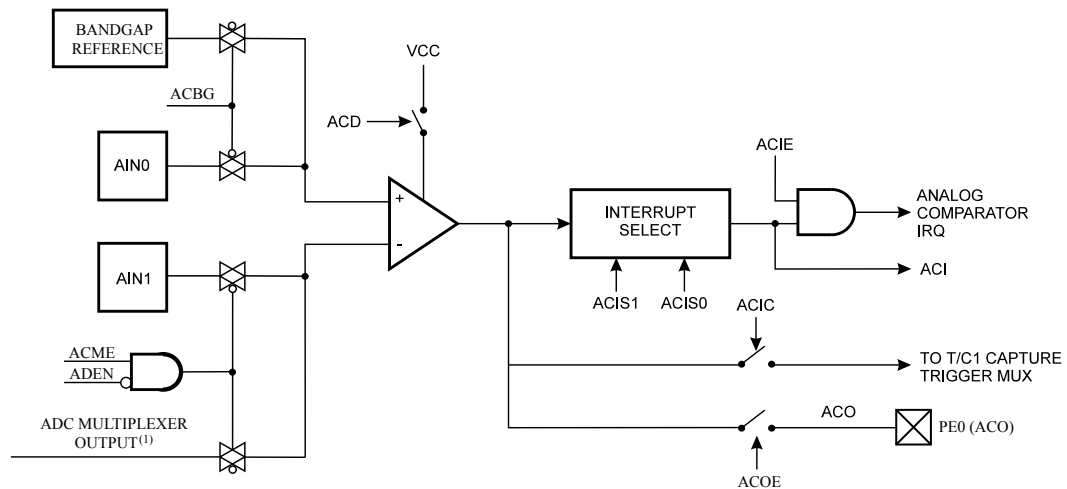 BANDGAP
REFERENCE
VCC
ACBG
ACD
AIN0
ACIE
+
INTERRUPT
SELECT
ANALOG
COMPARATOR
IRQ
-
AIN1
ACI
ACIS1
ACIS0
ACIC
ACME
ADEN
TO T/C1 CAPTURE
TRIGGER MUX
ADC MULTIPLEXER
OUTPUT(1)
ACO
PE0 (ACO)
ACOE